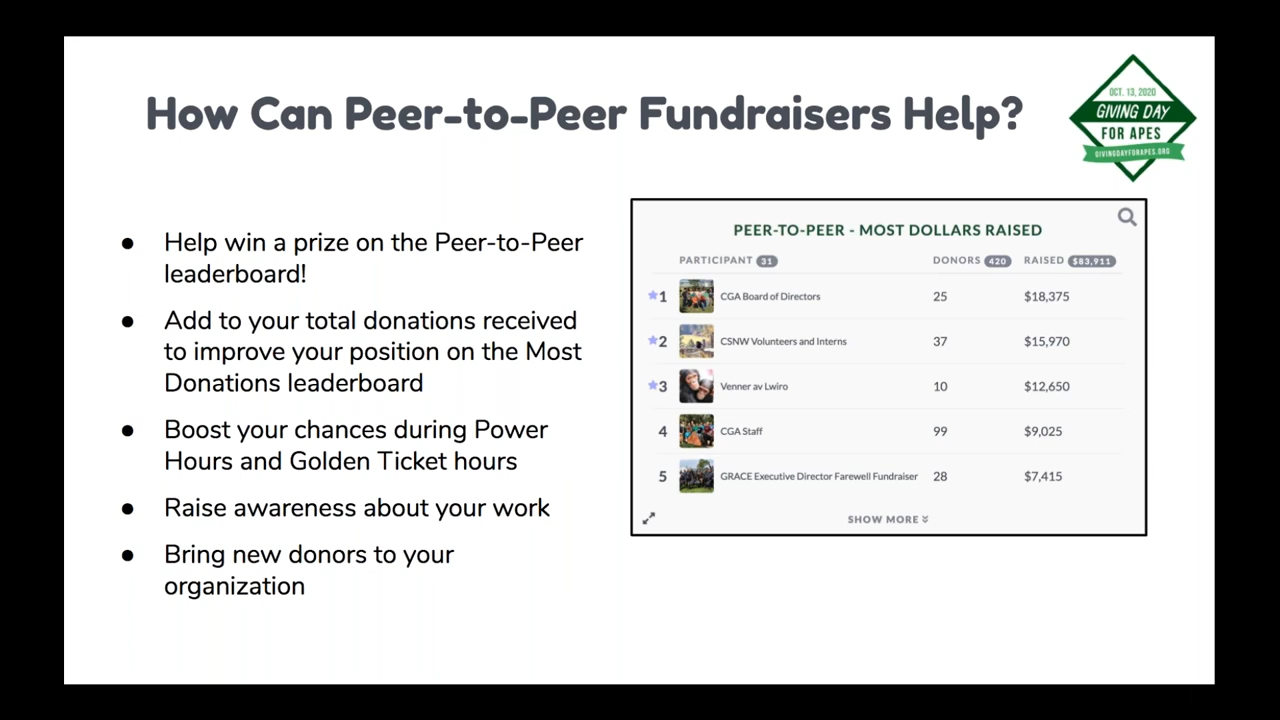 How Can Peer-to-Peer Fundraisers Help?
OCT. 13, 2020
GIVING DAY
FOR APES
GIVINGDAYFORAPES.ORG
● Help win a prize on the Peer-to-Peer
leaderboard!
● Add to your total donations received
to improve your position on the Most
Donations leaderboard
● Boost your chances during Power
Hours and Golden Ticket hours
● Raise awareness about your work
● Bring new donors to your
organization
PEER-TO-PEER - MOST DOLLARS RAISED
PARTICIPANT 31 DONORS 420 RAISED $83,911
1 CGA Board of Directors 25 $18,375
2 CSNW Volunteers and Interns 37 $15,970
3 Venner av Lwiro 10 $12,650
4 CGA Staff 99 $9,025
5 GRACE Executive Director Farewell Fundraiser 28 $7,415
SHOW MORE